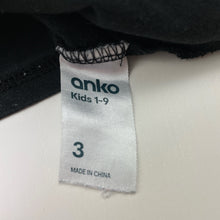 anko
Kids 1-9
3
MADE IN CHINA